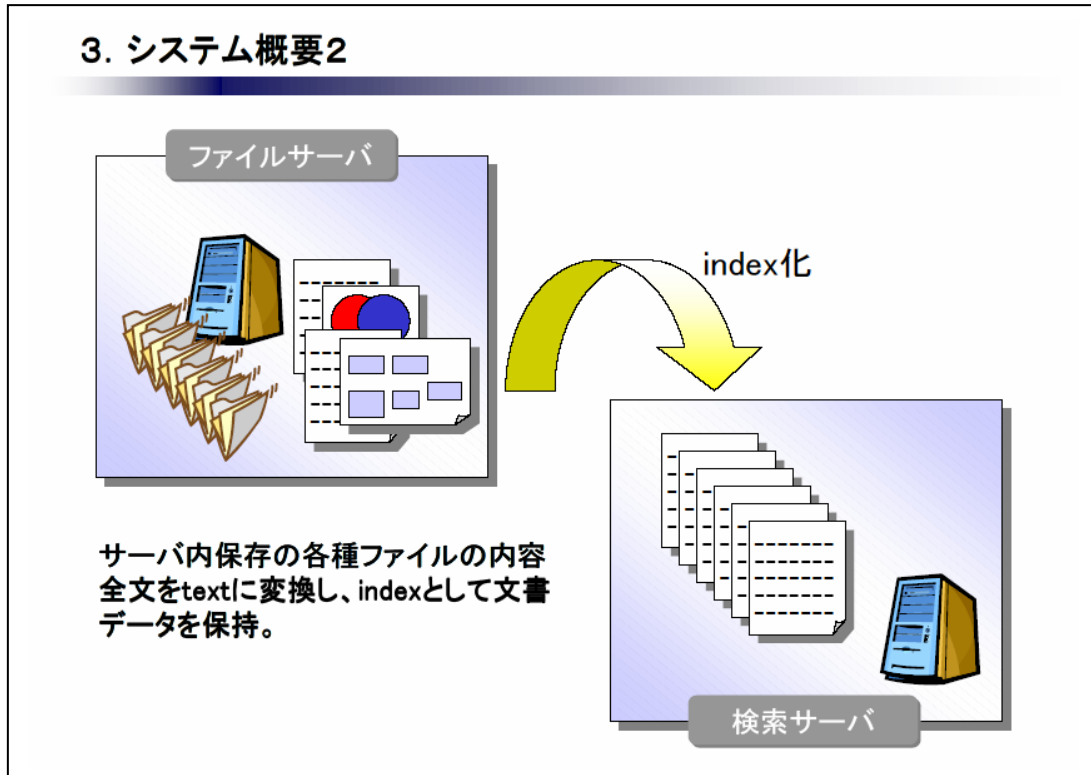 3．システム概要2
ファイルサーバ
index化
サーバ内保存の各種ファイルの内容
全文をtextに変換し、indexとして文書
データを保持。
検索サーバ